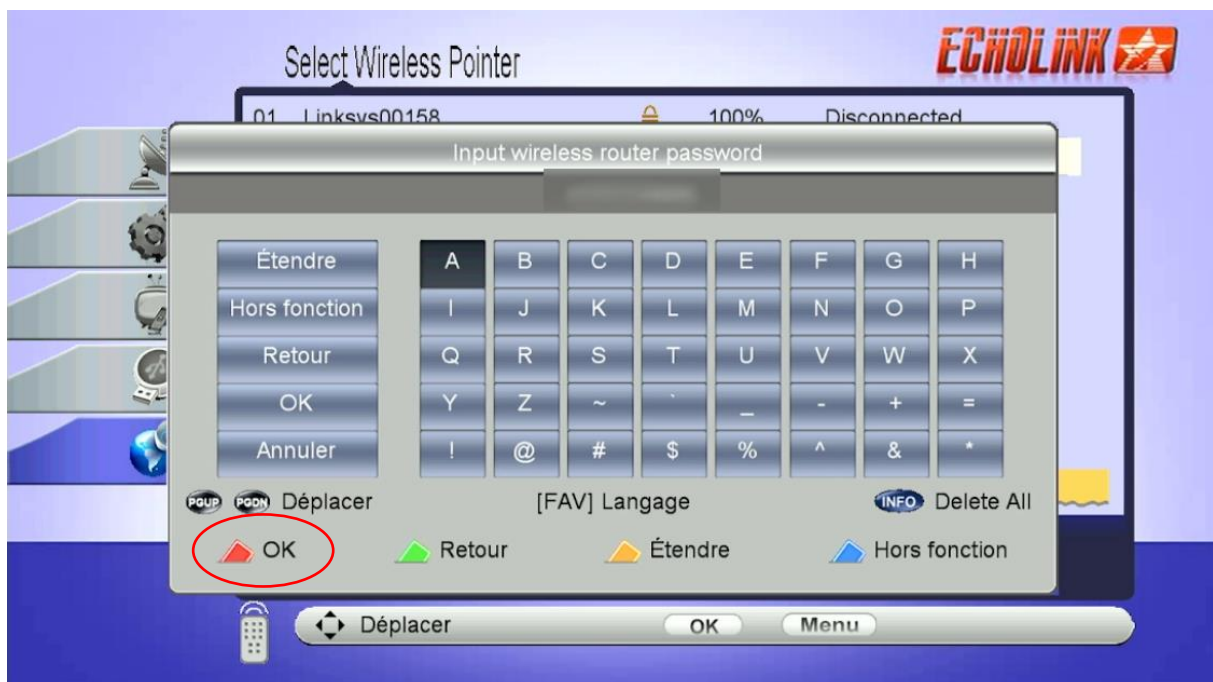 Select Wireless Pointer
ECHOLINK
01 Linksys00158 100% Disconnected
Input wireless router password
Étendre A B C D E F G H
Hors fonction I J K L M N O P
Retour Q R S T U V W X
OK Y Z ~ ` _ - + =
Annuler ! @ # $ % ^ & *
PGUP PGDN Déplacer [FAV] Langage INFO Delete All
OK Retour Étendre Hors fonction
Déplacer OK Menu